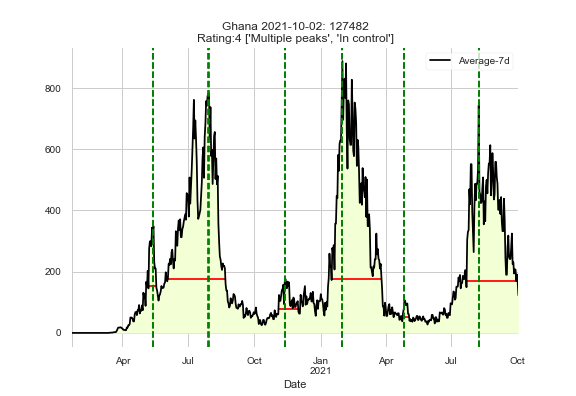 Ghana 2021-10-02: 127482
Rating:4 ['Multiple peaks', 'In control']
Average-7d
800
600
400
200
0
Apr
Jul
Oct
Jan
2021
Apr
Jul
Oct
Date